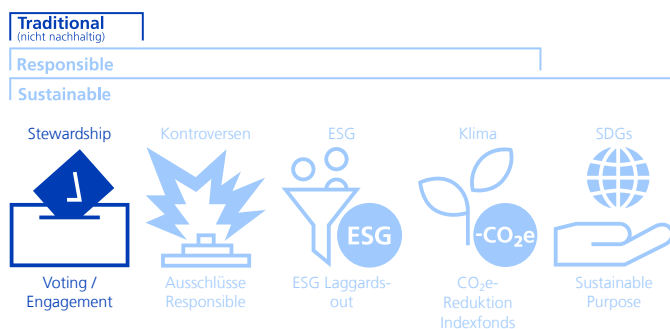 Traditional
(nicht nachhaltig)
Responsible
Sustainable
Stewardship
Kontroversen
ESG
Klima
SDGs
ESG
-CO₂e
Voting /
Engagement
Ausschlüsse
Responsible
ESG Laggards-
out
CO₂e-
Reduktion
Indexfonds
Sustainable
Purpose